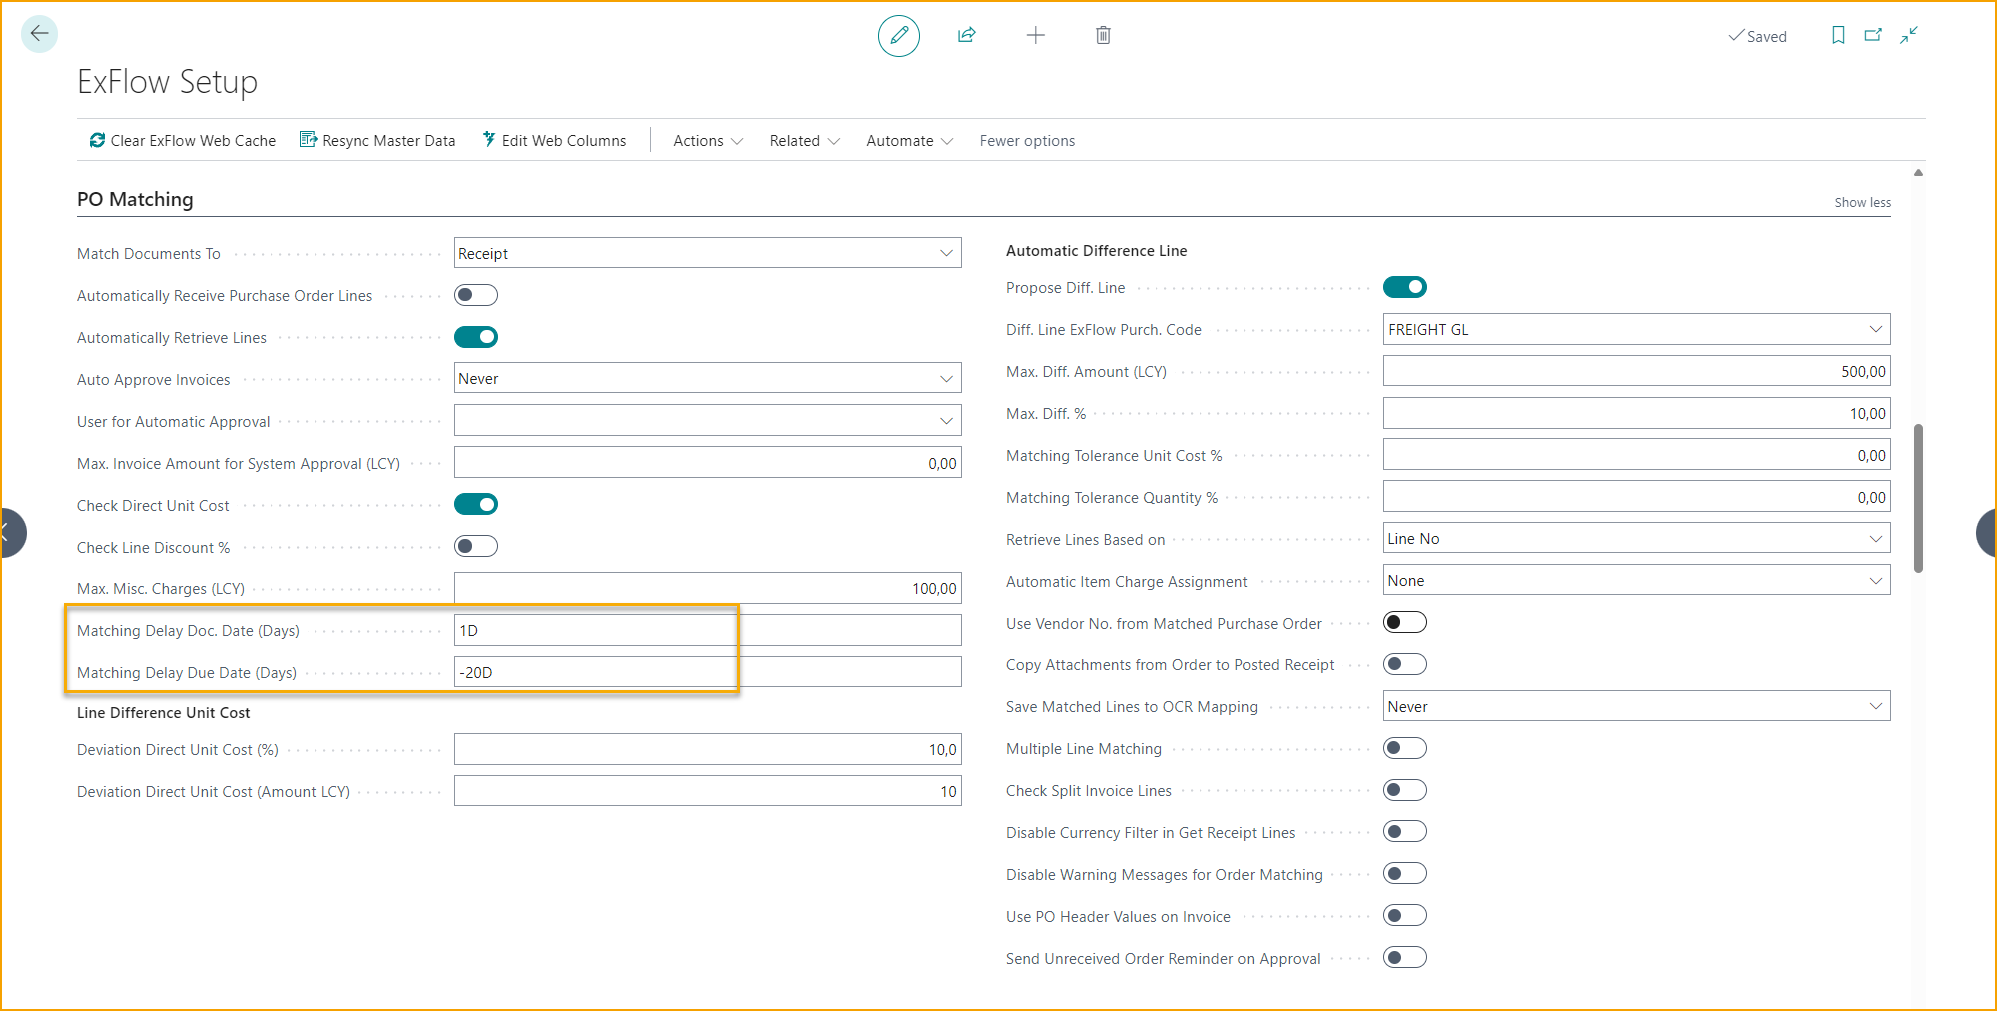 Saved
ExFlow Setup
Clear ExFlow Web Cache Resync Master Data Edit Web Columns Actions Related Automate Fewer options
PO Matching
Show less
Match Documents To Receipt
Automatically Receive Purchase Order Lines
Automatically Retrieve Lines
Auto Approve Invoices Never
User for Automatic Approval
Max. Invoice Amount for System Approval (LCY) 0,00
Check Direct Unit Cost
Check Line Discount %
Max. Misc. Charges (LCY) 100,00
Matching Delay Doc. Date (Days) 1D
Matching Delay Due Date (Days) -20D
Line Difference Unit Cost
Deviation Direct Unit Cost (%) 10,0
Deviation Direct Unit Cost (Amount LCY) 10
Automatic Difference Line
Propose Diff. Line
Diff. Line ExFlow Purch. Code FREIGHT GL
Max. Diff. Amount (LCY) 500,00
Max. Diff. % 10,00
Matching Tolerance Unit Cost % 0,00
Matching Tolerance Quantity % 0,00
Retrieve Lines Based on Line No
Automatic Item Charge Assignment None
Use Vendor No. from Matched Purchase Order
Copy Attachments from Order to Posted Receipt
Save Matched Lines to OCR Mapping Never
Multiple Line Matching
Check Split Invoice Lines
Disable Currency Filter in Get Receipt Lines
Disable Warning Messages for Order Matching
Use PO Header Values on Invoice
Send Unreceived Order Reminder on Approval